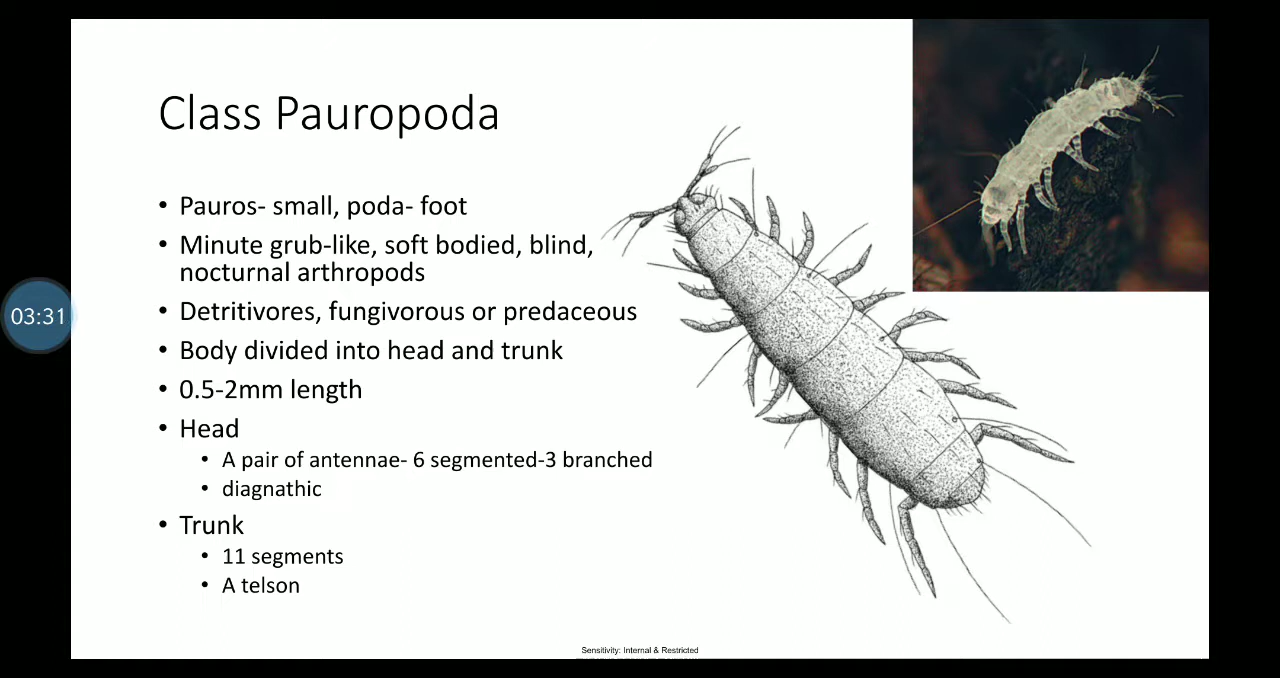 Class Pauropoda
• Pauros- small, poda- foot
• Minute grub-like, soft bodied, blind,
nocturnal arthropods
• Detritivores, fungivorous or predaceous
• Body divided into head and trunk
• 0.5-2mm length
• Head
• A pair of antennae- 6 segmented-3 branched
• diagnathic
• Trunk
• 11 segments
• A telson
03:31
Sensitivity: Internal & Restricted